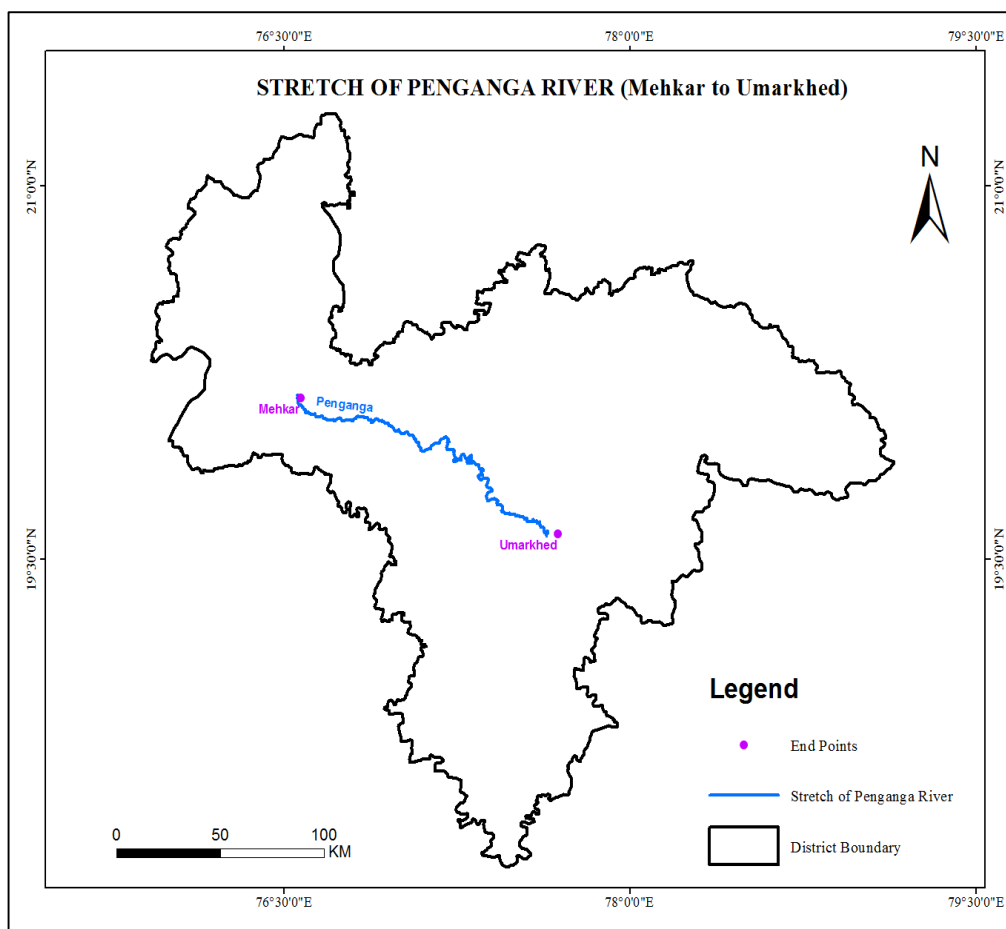 76°30'0"E 78°0'0"E 79°30'0"E
STRETCH OF PENGANGA RIVER (Mehkar to Umarkhed)
N
21°0'0"N 21°0'0"N
Penganga
Mehkar
Umarkhed
19°30'0"N 19°30'0"N
Legend
End Points
Stretch of Penganga River
District Boundary
0 50 100
KM
76°30'0"E 78°0'0"E 79°30'0"E